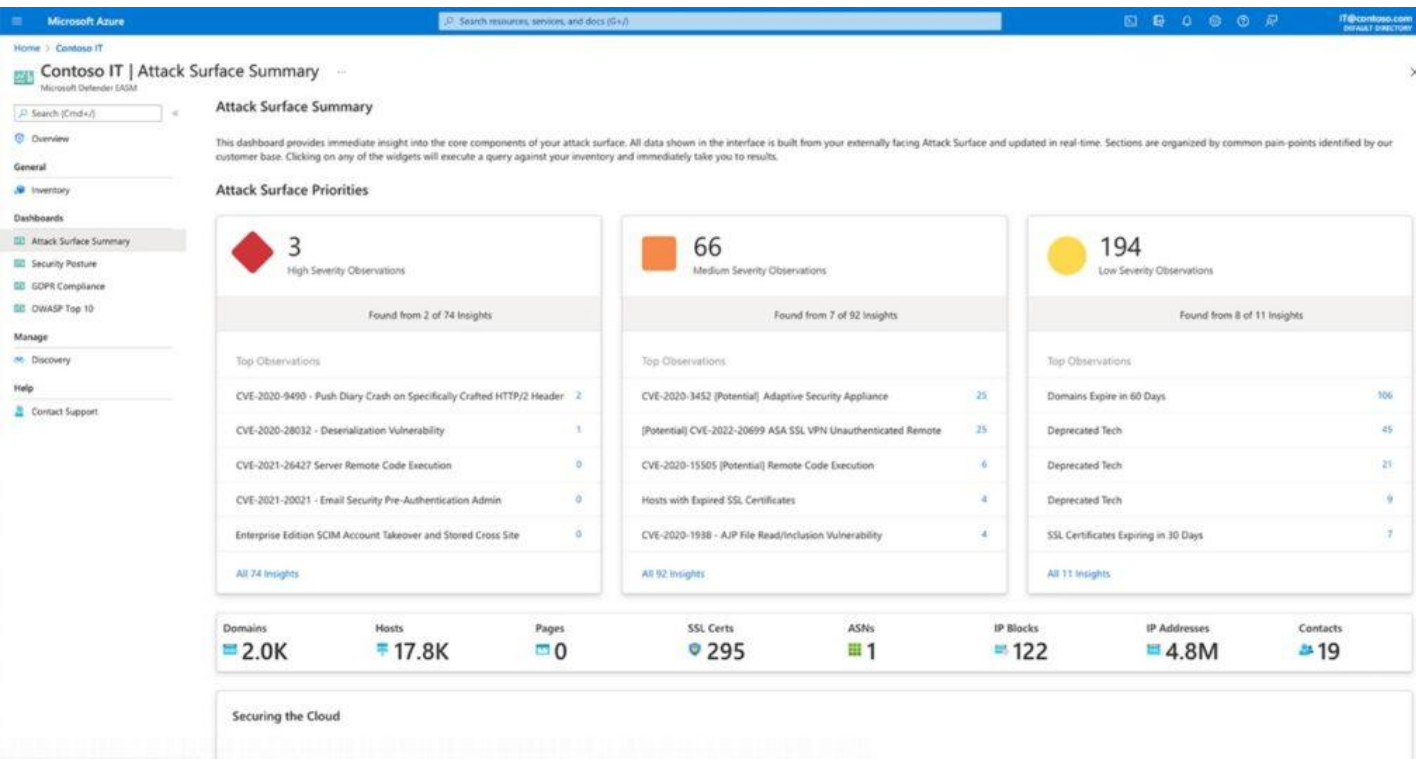 Microsoft Azure
Search resources, services, and docs (G+/)
IT@contoso.com
DEFAULT DIRECTORY
Home > Contoso IT
Contoso IT | Attack Surface Summary ...
Microsoft Defender EASM
Search (Cmd+/)
Overview
General
Inventory
Dashboards
Attack Surface Summary
Security Posture
GDPR Compliance
OWASP Top 10
Manage
Discovery
Help
Contact Support
Attack Surface Summary
This dashboard provides immediate insight into the core components of your attack surface. All data shown in the interface is built from your externally facing Attack Surface and updated in real-time. Sections are organized by common pain-points identified by our
customer base. Clicking on any of the widgets will execute a query against your inventory and immediately take you to results.
Attack Surface Priorities
3
High Severity Observations
Found from 2 of 74 Insights
Top Observations
CVE-2020-9490 - Push Diary Crash on Specifically Crafted HTTP/2 Header 2
CVE-2020-28032 - Deserialization Vulnerability 1
CVE-2021-26427 Server Remote Code Execution 0
CVE-2021-20021 - Email Security Pre-Authentication Admin 0
Enterprise Edition SCIM Account Takeover and Stored Cross Site 0
All 74 Insights
66
Medium Severity Observations
Found from 7 of 92 Insights
Top Observations
CVE-2020-3452 [Potential] Adaptive Security Appliance 25
[Potential] CVE-2022-20699 ASA SSL VPN Unauthenticated Remote 25
CVE-2020-15505 [Potential] Remote Code Execution 6
Hosts with Expired SSL Certificates 4
CVE-2020-1938 - AJP File Read/Inclusion Vulnerability 4
All 92 Insights
194
Low Severity Observations
Found from 8 of 11 Insights
Top Observations
Domains Expire in 60 Days 106
Deprecated Tech 45
Deprecated Tech 21
Deprecated Tech 9
SSL Certificates Expiring in 30 Days 7
All 11 Insights
Domains Hosts Pages SSL Certs ASNs IP Blocks IP Addresses Contacts
2.0K 17.8K 0 295 1 122 4.8M 19
Securing the Cloud